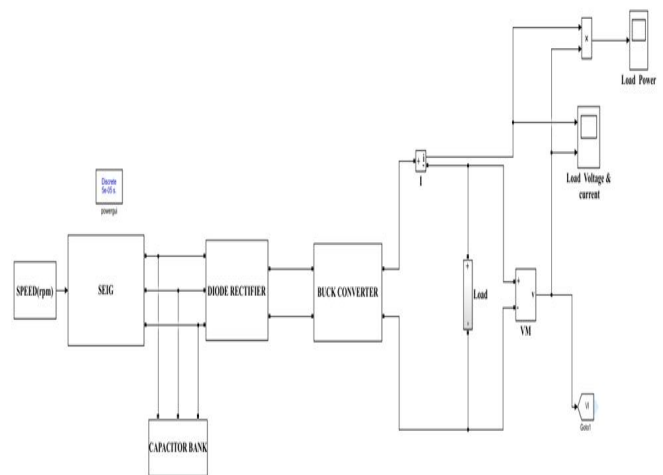 Load Power
Load Voltage &
current
Discrete
5e-05 s.
powergui
I
SPEED(rpm)
SEIG
DIODE RECTIFIER
BUCK CONVERTER
Load
VM
v
CAPACITOR BANK
Goto1